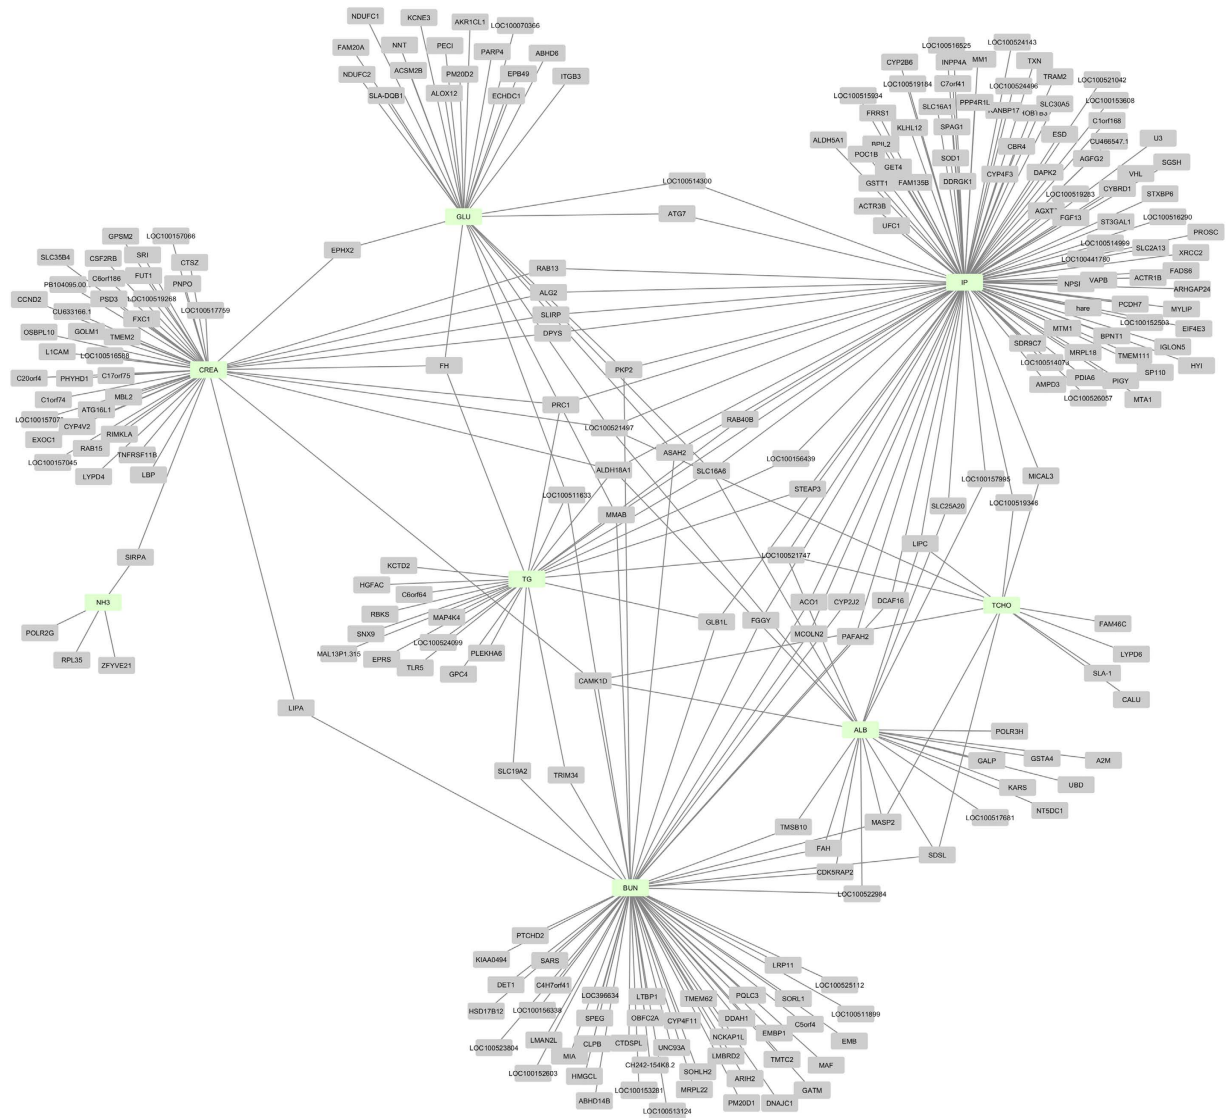 NDUFC1
KCNE3
AKR1CL1
LOC100070366
FAM20A
NNT
PECI
PARP4
ABHD6
NDUFC2
ACSM2B
PM20D2
EPB49
ITGB3
SLA-DQB1
ALOX12
ECHDC1
GLU
LOC100514300
ATG7
EPHX2
RAB13
ALG2
SLIRP
DPYS
FH
PKP2
PRC1
LOC100521497
RAB40B
ASAH2
ALDH18A1
SLC16A6
LOC100156439
LOC100511633
STEAP3
MMAB
LOC100516525
LOC100524143
CYP2B6
INPP4A
MM1
TXN
TRAM2
LOC100519184
C7orf41
LOC100524496
LOC100521042
LOC100515934
SLC16A1
PPP4R1L
SLC30A5
LOC100153608
FRRS1
KLHL12
SPAG1
C1orf168
ALDH5A1
ESD
CU466547.1
U3
POC1B
GET4
SOD1
CBR4
AGFG2
SGSH
GSTT1
FAM135B
DDRGK1
CYP4F3
DAPK2
VHL
CYBRD1
STXBP6
ACTR3B
LOC100519283
FGF13
ST3GAL1
LOC100516290
UFC1
PROSC
LOC100514999
SLC2A13
XRCC2
LOC100441780
IP
NPSI
VAPB
ACTR1B
FADS6
ARHGAP24
hare
PCDH7
MYLIP
LOC100152503
EIF4E3
MTM1
BPNT1
IGLON5
SDR9C7
MRPL18
TMEM111
HYI
PDIA6
SP110
AMPD3
PIGY
LOC100526057
MTA1
GPSM2
LOC100157066
SLC35B4
CSF2RB
SRI
CTSZ
PB104095.00
C6orf186
FUT1
PNPO
CCND2
PSD3
LOC100519268
CU633166.1
FXC1
LOC100517759
OSBPL10
GOLM1
TMEM2
L1CAM
LOC100516588
CREA
C20orf4
PHYHD1
C17orf75
C1orf74
MBL2
ATG16L1
CYP4V2
EXOC1
RIMKLA
RAB15
TNFRSF11B
LOC100157045
LYPD4
LBP
SIRPA
NH3
POLR2G
RPL35
ZFYVE21
LIPA
LOC100157995
MICAL3
SLC25A20
LOC100519346
LIPC
LOC100521747
KCTD2
TG
HGFAC
C6orf64
RBKS
MAP4K4
SNX9
LOC100524099
MAL13P1.315
EPRS
PLEKHA6
TLR5
GPC4
GLB1L
FGGY
ACO1
CYP2J2
DCAF16
MCOLN2
PAFAH2
CAMK1D
TCHO
FAM46C
LYPD6
SLA-1
CALU
ALB
POLR3H
GALP
GSTA4
A2M
UBD
KARS
NT5DC1
LOC100517681
SLC19A2
TRIM34
TMSB10
MASP2
FAH
SDSL
CDK5RAP2
LOC100522984
BUN
PTCHD2
KIAA0494
SARS
DET1
C4H7orf41
HSD17B12
LOC100156338
LOC396634
LTBP1
TMEM62
PQLC3
LRP11
LOC100525112
SORL1
LOC100511899
SPEG
OBFC2A
CYP4F11
DDAH1
C5orf4
LOC100523804
LMAN2L
NCKAP1L
EMBP1
EMB
MIA
CLPB
CTDSPL
UNC93A
LMBRD2
TMTC2
MAF
LOC100152603
CH242-154K8.2
SOHLH2
ARIH2
HMGCL
LOC100153281
MRPL22
GATM
ABHD14B
LOC100513124
PM20D1
DNAJC1